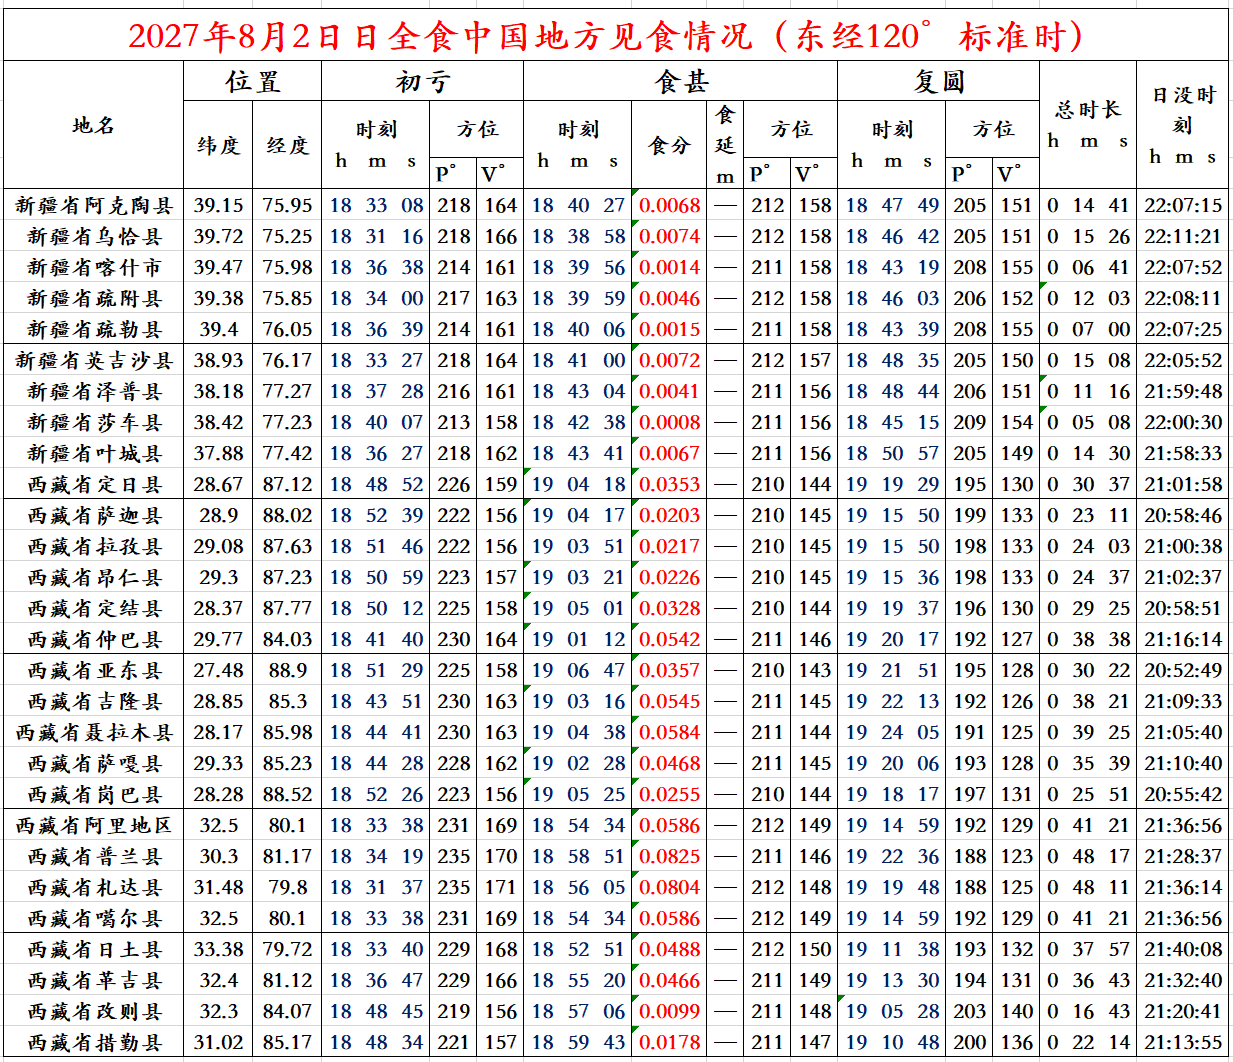 2027年8月2日日全食中国地方见食情况（东经120°标准时）
地名 位置 初亏 食甚 复圆 总时长 h m s 日没时刻 h m s
纬度 经度 时刻 h m s 方位 时刻 h m s 食分 食延 m 方位 时刻 h m s 方位
P° V° P° V° P° V°
新疆省阿克陶县 39.15 75.95 18 33 08 218 164 18 40 27 0.0068 — 212 158 18 47 49 205 151 0 14 41 22:07:15
新疆省乌恰县 39.72 75.25 18 31 16 218 166 18 38 58 0.0074 — 212 158 18 46 42 205 151 0 15 26 22:11:21
新疆省喀什市 39.47 75.98 18 36 38 214 161 18 39 56 0.0014 — 211 158 18 43 19 208 155 0 06 41 22:07:52
新疆省疏附县 39.38 75.85 18 34 00 217 163 18 39 59 0.0046 — 212 158 18 46 03 206 152 0 12 03 22:08:11
新疆省疏勒县 39.4 76.05 18 36 39 214 161 18 40 06 0.0015 — 211 158 18 43 39 208 155 0 07 00 22:07:25
新疆省英吉沙县 38.93 76.17 18 33 27 218 164 18 41 00 0.0072 — 212 157 18 48 35 205 150 0 15 08 22:05:52
新疆省泽普县 38.18 77.27 18 37 28 216 161 18 43 04 0.0041 — 211 156 18 48 44 206 151 0 11 16 21:59:48
新疆省莎车县 38.42 77.23 18 40 07 213 158 18 42 38 0.0008 — 211 156 18 45 15 209 154 0 05 08 22:00:30
新疆省叶城县 37.88 77.42 18 36 27 218 162 18 43 41 0.0067 — 211 156 18 50 57 205 149 0 14 30 21:58:33
西藏省定日县 28.67 87.12 18 48 52 226 159 19 04 18 0.0353 — 210 144 19 19 29 195 130 0 30 37 21:01:58
西藏省萨迦县 28.9 88.02 18 52 39 222 156 19 04 17 0.0203 — 210 145 19 15 50 199 133 0 23 11 20:58:46
西藏省拉孜县 29.08 87.63 18 51 46 222 156 19 03 51 0.0217 — 210 145 19 15 50 198 133 0 24 03 21:00:38
西藏省昂仁县 29.3 87.23 18 50 59 223 157 19 03 21 0.0226 — 210 145 19 15 36 198 133 0 24 37 21:02:37
西藏省定结县 28.37 87.77 18 50 12 225 158 19 05 01 0.0328 — 210 144 19 19 37 196 130 0 29 25 20:58:51
西藏省仲巴县 29.77 84.03 18 41 40 230 164 19 01 12 0.0542 — 211 146 19 20 17 192 127 0 38 38 21:16:14
西藏省亚东县 27.48 88.9 18 51 29 225 158 19 06 47 0.0357 — 210 143 19 21 51 195 128 0 30 22 20:52:49
西藏省吉隆县 28.85 85.3 18 43 51 230 163 19 03 16 0.0545 — 211 145 19 22 13 192 126 0 38 21 21:09:33
西藏省聂拉木县 28.17 85.98 18 44 41 230 163 19 04 38 0.0584 — 211 144 19 24 05 191 125 0 39 25 21:05:40
西藏省萨嘎县 29.33 85.23 18 44 28 228 162 19 02 28 0.0468 — 211 145 19 20 06 193 128 0 35 39 21:10:40
西藏省岗巴县 28.28 88.52 18 52 26 223 156 19 05 25 0.0255 — 210 144 19 18 17 197 131 0 25 51 20:55:42
西藏省阿里地区 32.5 80.1 18 33 38 231 169 18 54 34 0.0586 — 212 149 19 14 59 192 129 0 41 21 21:36:56
西藏省普兰县 30.3 81.17 18 34 19 235 170 18 58 51 0.0825 — 211 146 19 22 36 188 123 0 48 17 21:28:37
西藏省札达县 31.48 79.8 18 31 37 235 171 18 56 05 0.0804 — 212 148 19 19 48 188 125 0 48 11 21:36:14
西藏省噶尔县 32.5 80.1 18 33 38 231 169 18 54 34 0.0586 — 212 149 19 14 59 192 129 0 41 21 21:36:56
西藏省日土县 33.38 79.72 18 33 40 229 168 18 52 51 0.0488 — 212 150 19 11 38 193 132 0 37 57 21:40:08
西藏省革吉县 32.4 81.12 18 36 47 229 166 18 55 20 0.0466 — 211 149 19 13 30 194 131 0 36 43 21:32:40
西藏省改则县 32.3 84.07 18 48 45 219 156 18 57 06 0.0099 — 211 148 19 05 28 203 140 0 16 43 21:20:41
西藏省措勤县 31.02 85.17 18 48 34 221 157 18 59 43 0.0178 — 211 147 19 10 48 200 136 0 22 14 21:13:55